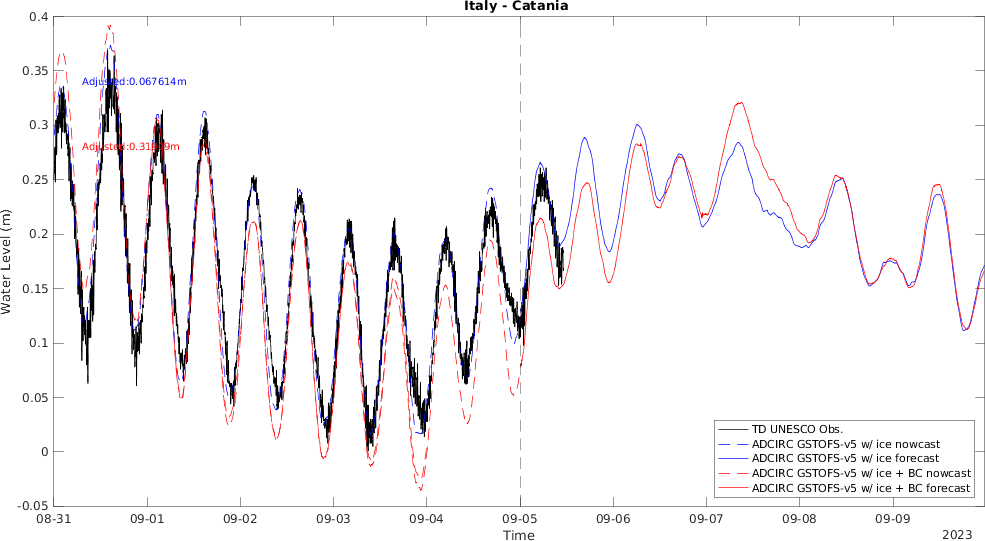 Italy - Catania
Water Level (m)
0.4
0.35
0.3
0.25
0.2
0.15
0.1
0.05
0
-0.05
Adjusted:0.067614m
TD UNESCO Obs.
ADCIRC GSTOFS-v5 w/ ice nowcast
ADCIRC GSTOFS-v5 w/ ice forecast
ADCIRC GSTOFS-v5 w/ ice + BC nowcast
ADCIRC GSTOFS-v5 w/ ice + BC forecast
08-31
09-01
09-02
09-03
09-04
09-05
09-06
09-07
09-08
09-09
Time
2023